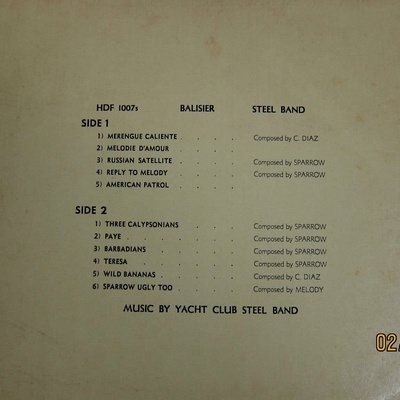 HDF 1007s BALISIER STEEL BAND
SIDE 1
1) MERENGUE CALIENTE . . . . Composed by C. DIAZ
2) MELODIE D'AMOUR . . . .
3) RUSSIAN SATELLITE . . . . Composed by SPARROW
4) REPLY TO MELODY . . . . Composed by SPARROW
5) AMERICAN PATROL . . . .
SIDE 2
1) THREE CALYPSONIANS . . . . Composed by SPARROW
2) PAYE . . . . . . Composed by SPARROW
3) BARBADIANS . . . . . Composed by SPARROW
4) TERESA . . . . . . Composed by SPARROW
5) WILD BANANAS . . . . . Composed by C. DIAZ
6) SPARROW UGLY TOO . . . . Composed by MELODY
MUSIC BY YACHT CLUB STEEL BAND
02